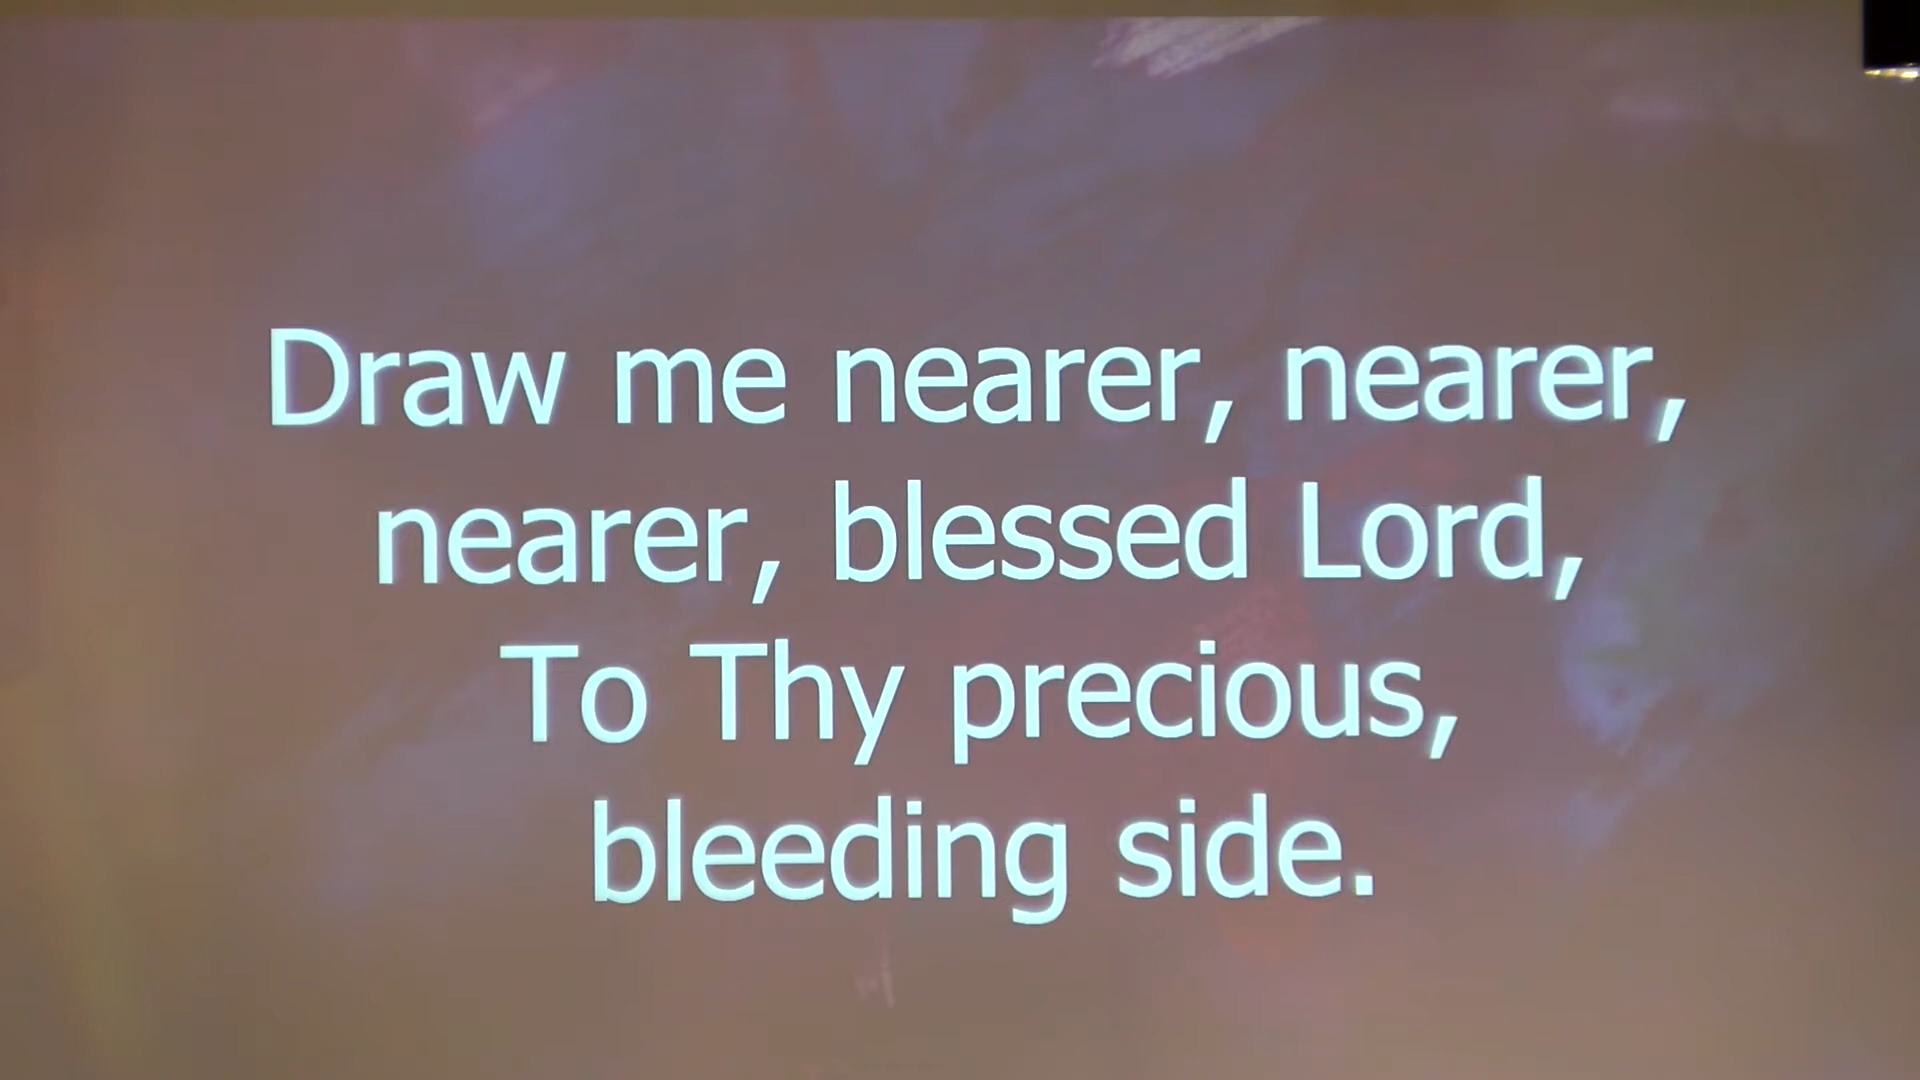 Draw me nearer, nearer,
nearer, blessed Lord,
To Thy precious,
bleeding side.